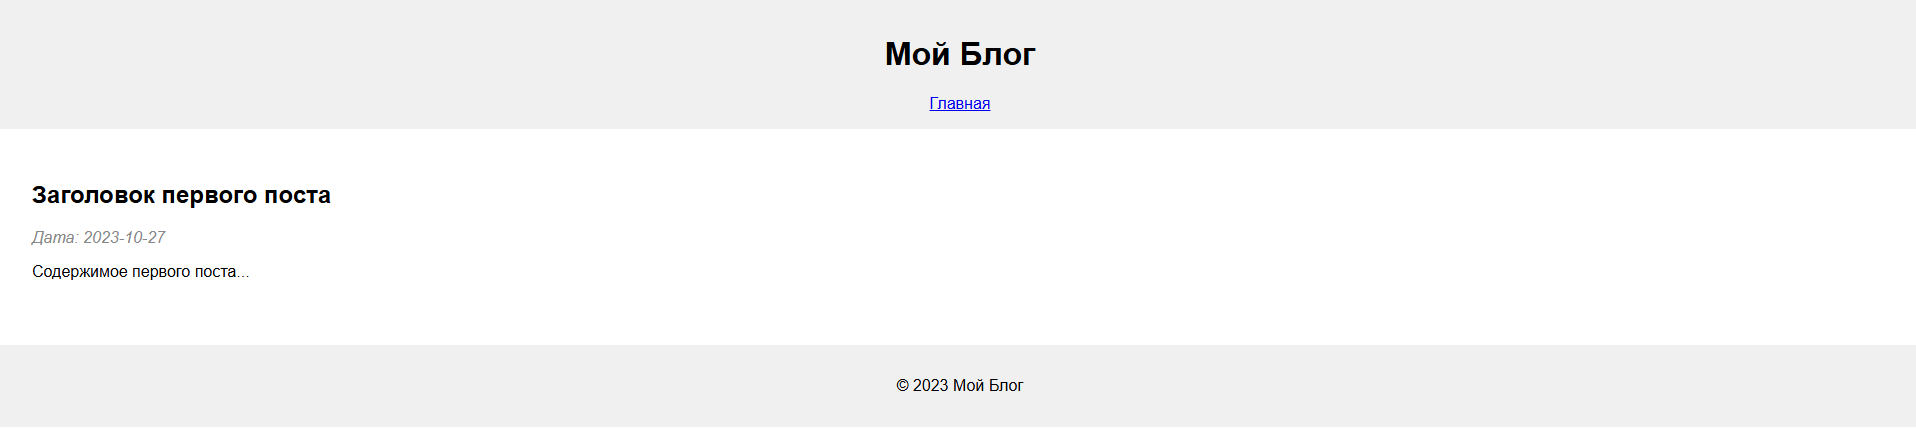 Мой Блог
Главная
Заголовок первого поста
Дата: 2023-10-27
Содержимое первого поста...
© 2023 Мой Блог